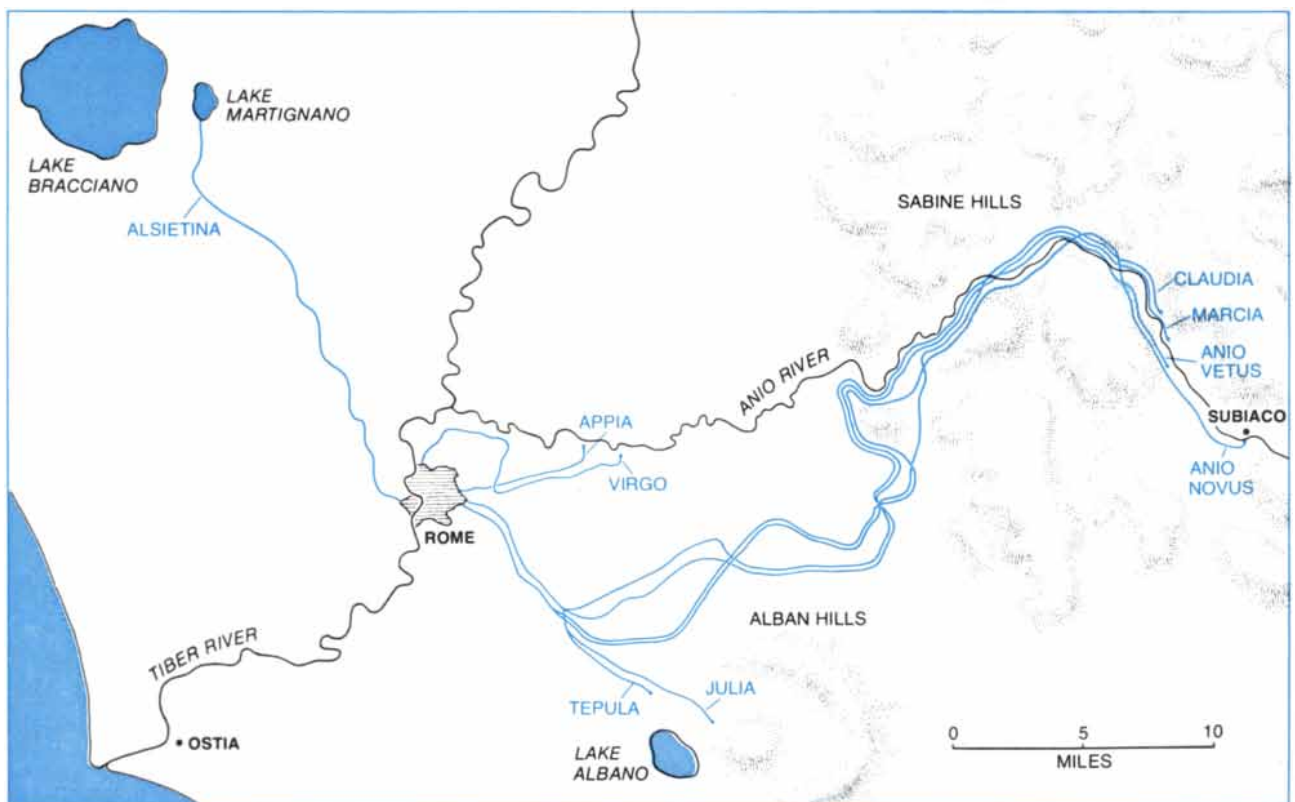 LAKE
MARTIGNANO
LAKE
BRACCIANO
ALSIETINA
SABINE HILLS
CLAUDIA
MARCIA
ANIO
VETUS
SUBIACO
ANIO
NOVUS
ANIO RIVER
APPIA
VIRGO
ROME
ALBAN HILLS
TIBER RIVER
TEPULA
JULIA
OSTIA
LAKE
ALBANO
0 5 10
MILES